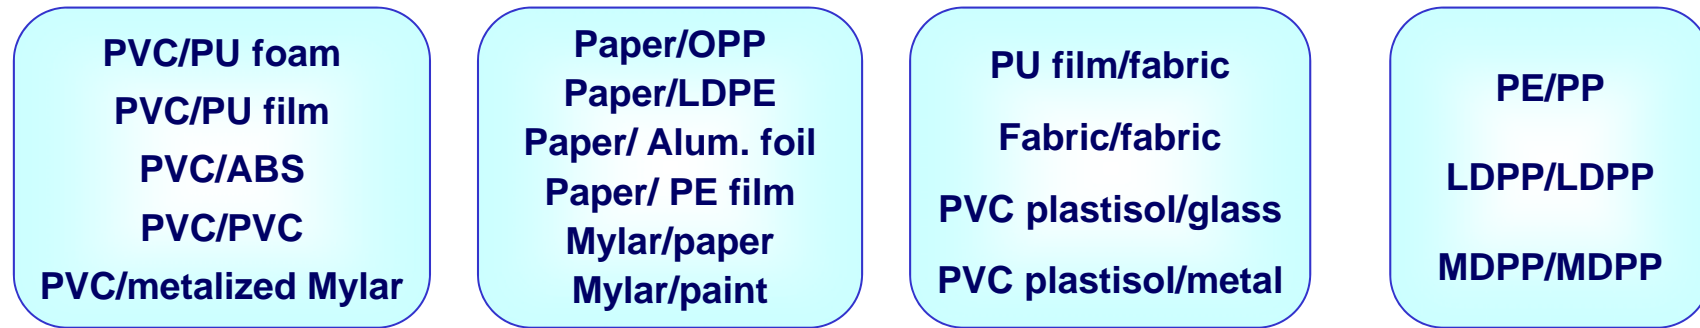 PVC/PU foam
PVC/PU film
PVC/ABS
PVC/PVC
PVC/metalized Mylar
Paper/OPP
Paper/LDPE
Paper/ Alum. foil
Paper/ PE film
Mylar/paper
Mylar/paint
PU film/fabric
Fabric/fabric
PVC plastisol/glass
PVC plastisol/metal
PE/PP
LDPP/LDPP
MDPP/MDPP